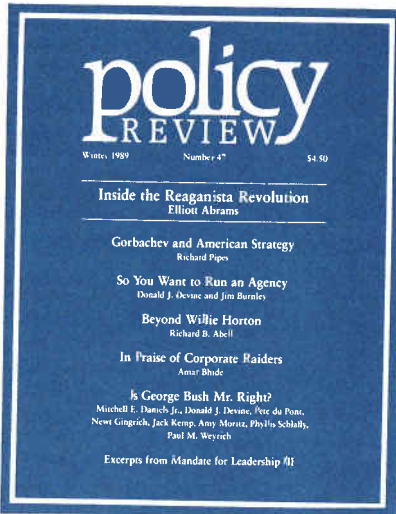 policy
REVIEW
Winter 1989 Number 47 $4.50
Inside the Reaganista Revolution
Elliott Abrams
Gorbachev and American Strategy
Richard Pipes
So You Want to Run an Agency
Donald J. Devine and Jim Burnley
Beyond Willie Horton
Richard B. Abell
In Praise of Corporate Raiders
Amar Bhide
Is George Bush Mr. Right?
Mitchell E. Daniels Jr., Donald J. Devine, Pete du Pont,
Newt Gingrich, Jack Kemp, Amy Moritz, Phyllis Schlafly,
Paul M. Weyrich
Excerpts from Mandate for Leadership III